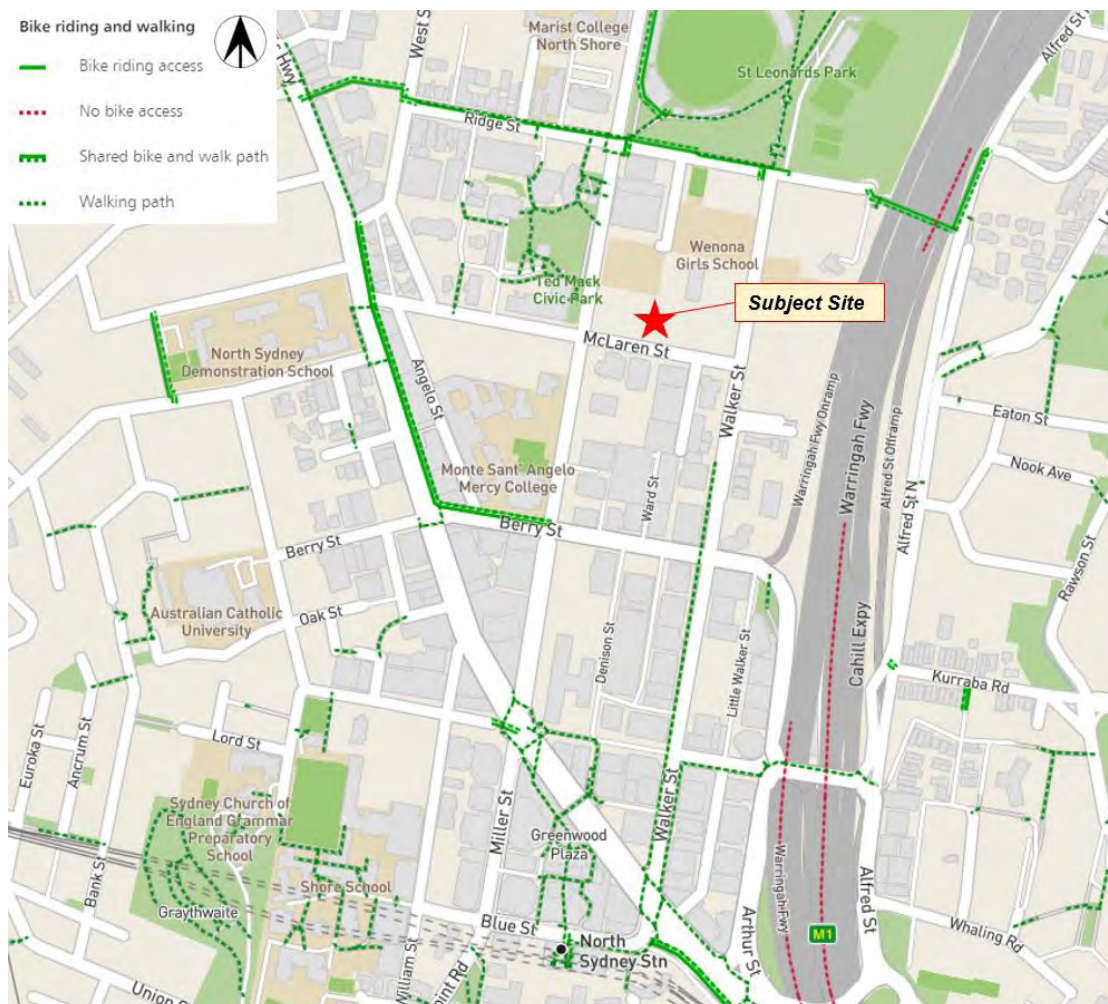 Bike riding and walking
Bike riding access
No bike access
Shared bike and walk path
Walking path
Hwy
West S
Marist College
North Shore
St Leonards Park
Alfred St
Ridge St
Wenona
Girls School
Ted Mack
Civic Park
Subject Site
McLaren St
North Sydney
Demonstration School
Angelo St
Walker St
Warringah Fwy Onramp
Warringah Fwy
Alfred St Offramp
Eaton St
Nook Ave
Monte Sant' Angelo
Mercy College
Ward St
Alfred St N
Berry St
Berry St
Rawson St
Australian Catholic
University
Oak St
Denison St
Little Walker St
Cahill Expy
Kurraba Rd
Euroka St
Ancrum St
Lord St
Sydney Church of
England Grammar
Preparatory
School
Miller St
Greenwood
Plaza
Walker St
Bank St
Shore School
Graythwaite
Blue St
North
Sydney Stn
Warringah Fwy
M1
Alfred St
Arthur St
Whaling Rd
William St
oint Rd
Union S